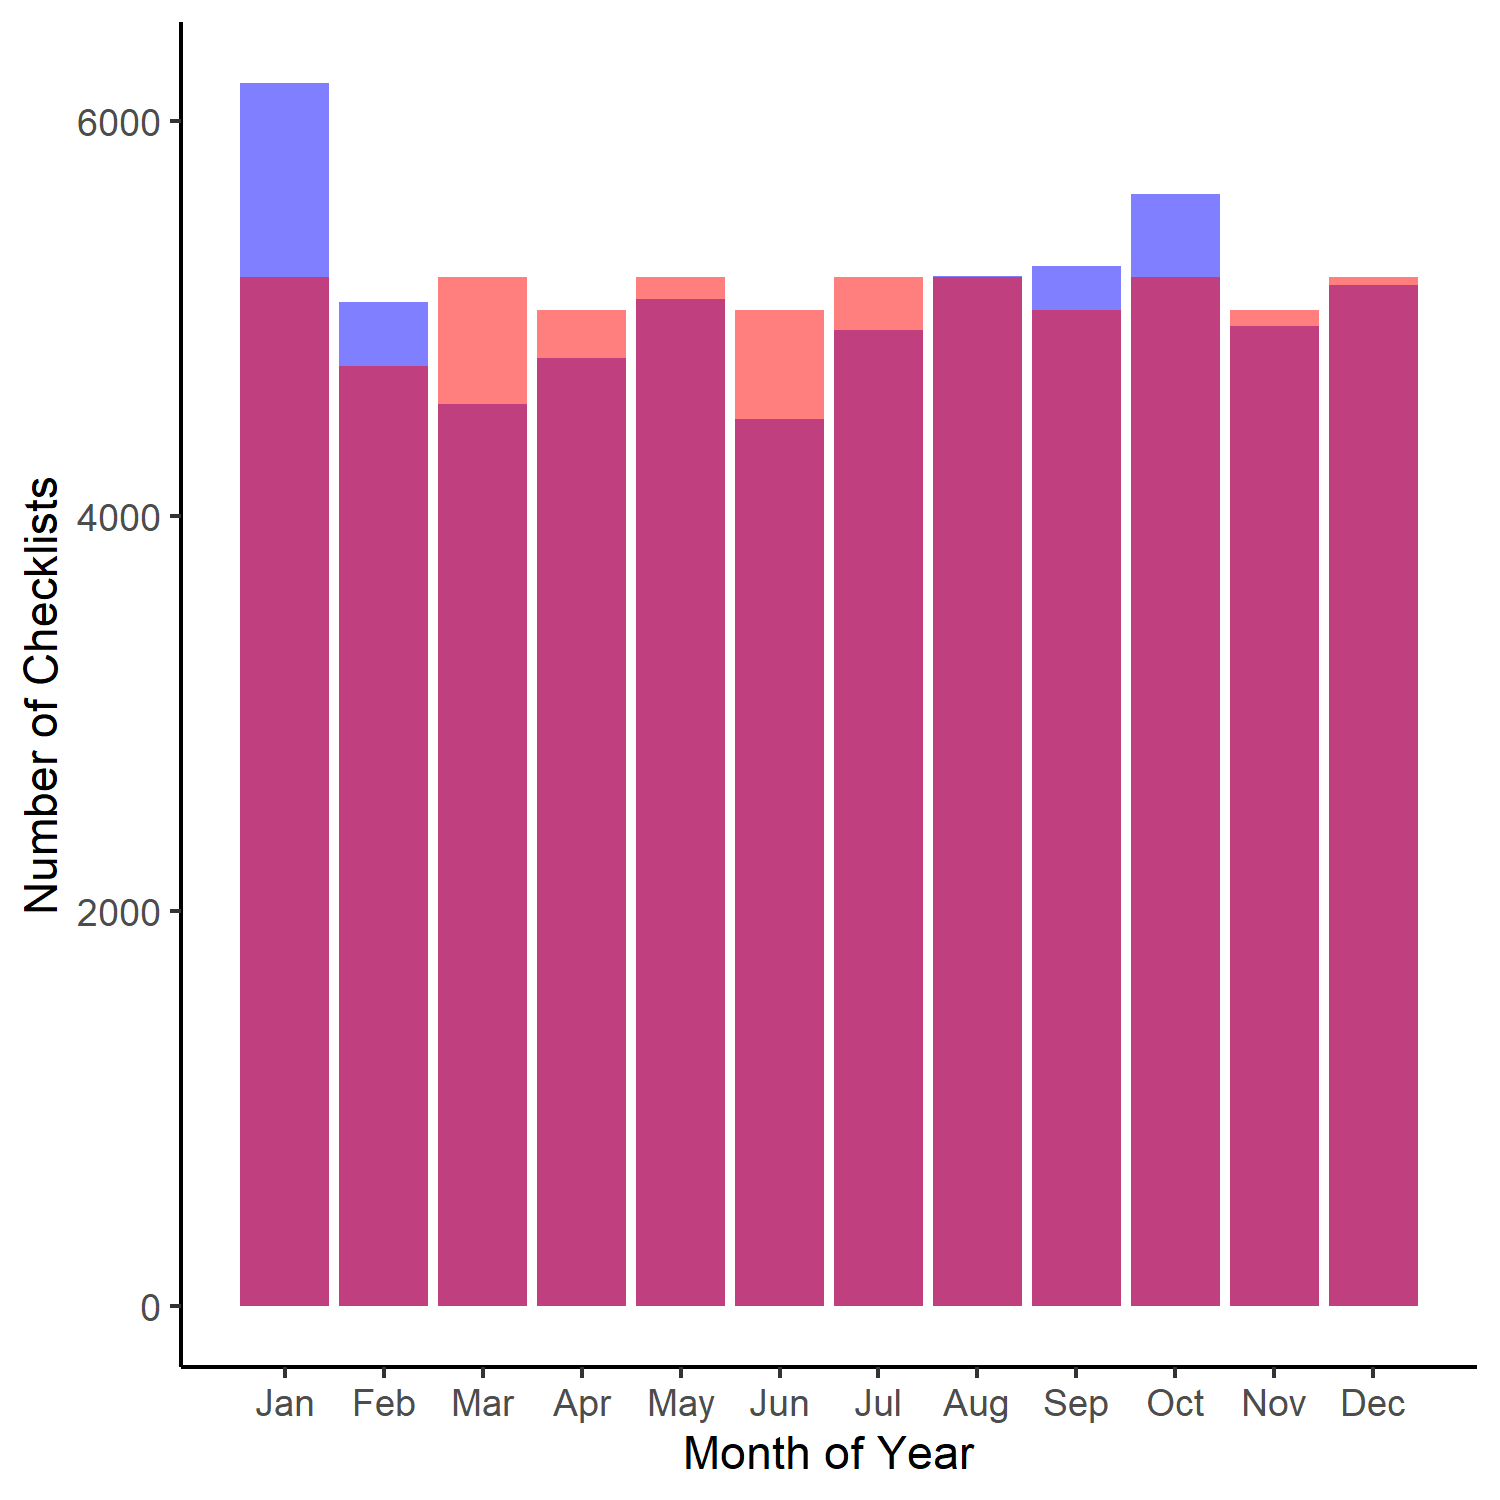 6000
4000
2000
0
Number of Checklists
Jan Feb Mar Apr May Jun Jul Aug Sep Oct Nov Dec
Month of Year